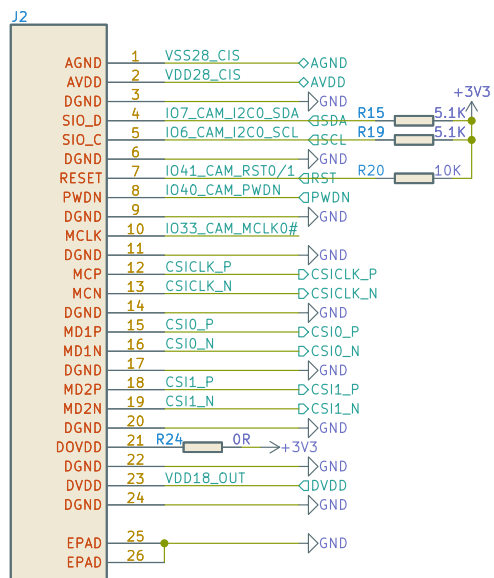 J2
AGND 1 VSS28_CIS AGND
AVDD 2 VDD28_CIS AVDD
DGND 3 GND +3V3
SIO_D 4 IO7_CAM_I2C0_SDA SDA R15 5.1K
SIO_C 5 IO6_CAM_I2C0_SCL SCL R19 5.1K
DGND 6 GND
RESET 7 IO41_CAM_RST0/1 RST R20 10K
PWDN 8 IO40_CAM_PWDN PWDN
DGND 9 GND
MCLK 10 IO33_CAM_MCLK0#
DGND 11 GND
MCP 12 CSICLK_P CSICLK_P
MCN 13 CSICLK_N CSICLK_N
DGND 14 GND
MD1P 15 CSI0_P CSI0_P
MD1N 16 CSI0_N CSI0_N
DGND 17 GND
MD2P 18 CSI1_P CSI1_P
MD2N 19 CSI1_N CSI1_N
DGND 20 GND
DOVDD 21 R24 0R +3V3
DGND 22 GND
DVDD 23 VDD18_OUT DVDD
DGND 24 GND
EPAD 25 GND
EPAD 26